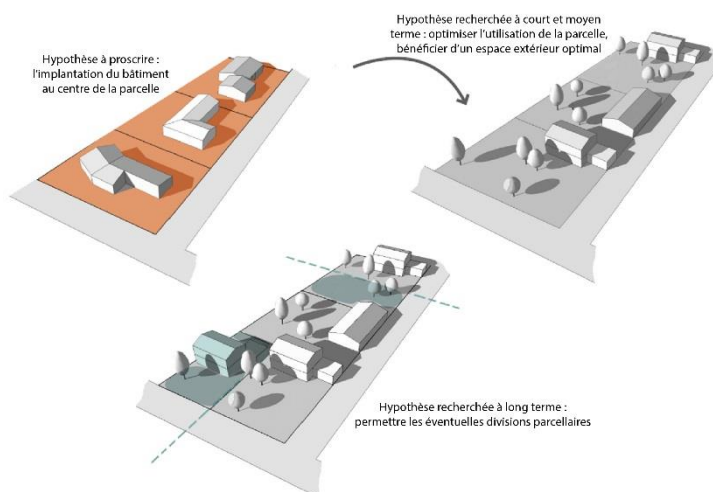 Hypothèse à proscrire :
l'implantation du bâtiment
au centre de la parcelle
Hypothèse recherchée à court et moyen
terme : optimiser l'utilisation de la parcelle,
bénéficier d'un espace extérieur optimal
Hypothèse recherchée à long terme :
permettre les éventuelles divisions parcellaires